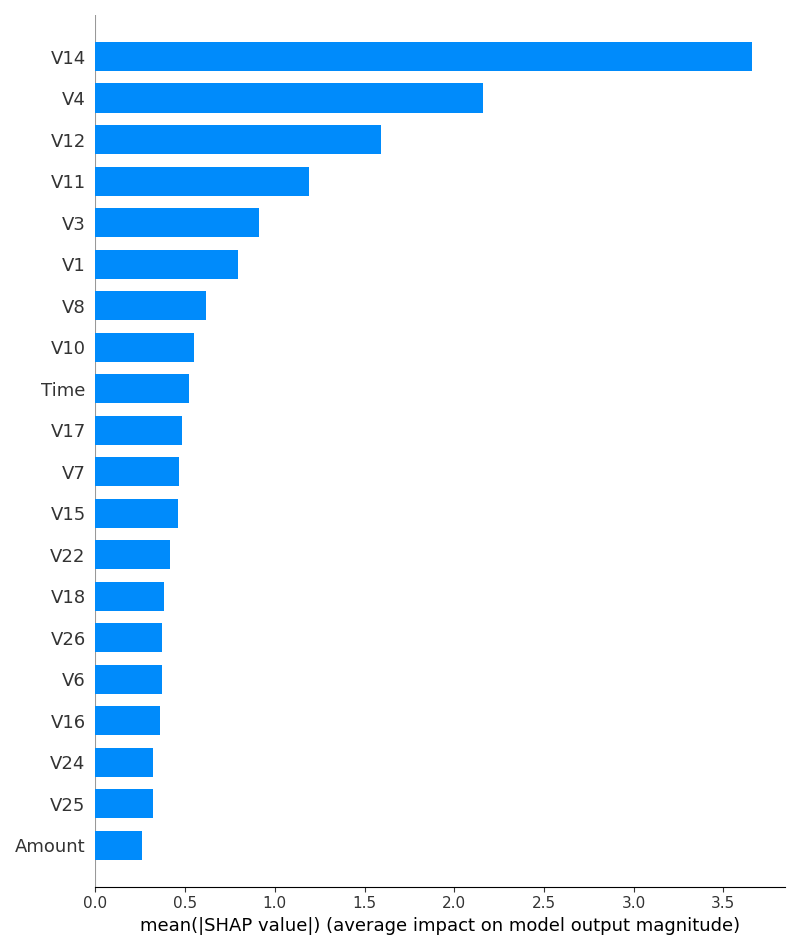 V14
V4
V12
V11
V3
V1
V8
V10
Time
V17
V7
V15
V22
V18
V26
V6
V16
V24
V25
Amount
0.0 0.5 1.0 1.5 2.0 2.5 3.0 3.5
mean(|SHAP value|) (average impact on model output magnitude)